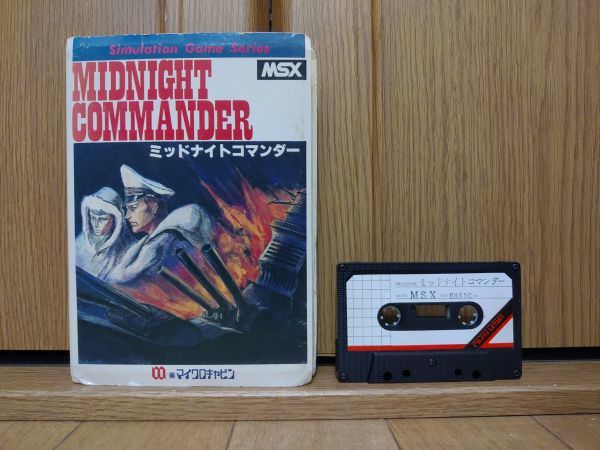 Simulation Game Series
MSX
MIDNIGHT
COMMANDER
ミッドナイトコマンダー
㈱マイクロキャビン
PROGRAM ミッドナイトコマンダー
MSX BASIC